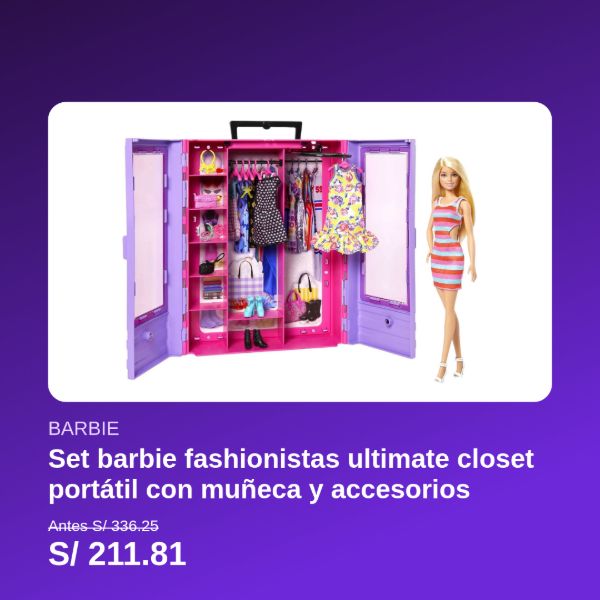 BARBIE
Set barbie fashionistas ultimate closet
portátil con muñeca y accesorios
Antes S/ 336.25
S/ 211.81